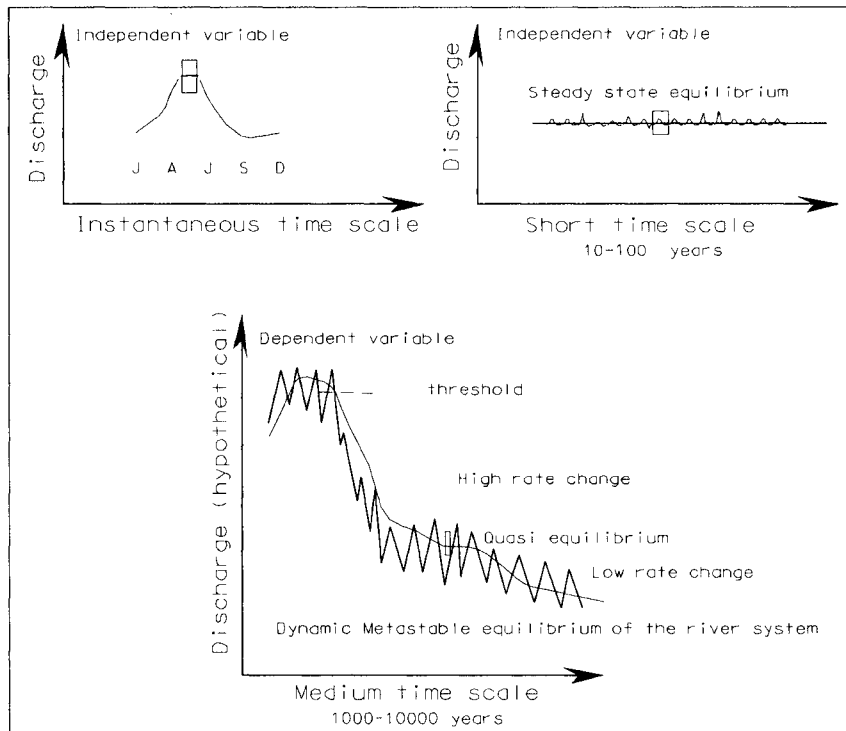 Independent variable
Discharge
J A J S D
Instantaneous time scale
Independent variable
Discharge
Steady state equilibrium
Short time scale
10-100 years
Dependent variable
Discharge (hypothetical)
threshold
High rate change
Quasi equilibrium
Low rate change
Dynamic Metastable equilibrium of the river system
Medium time scale
1000-10000 years